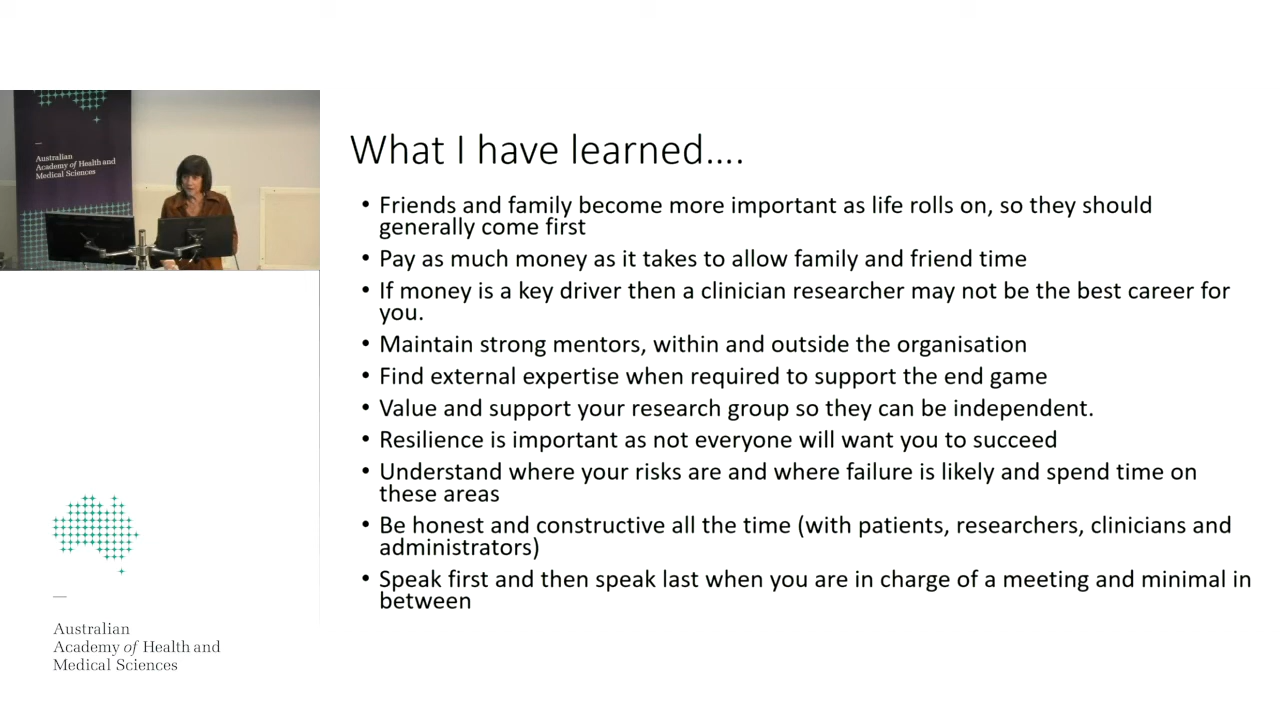 Australian
Academy of Health and
Medical Sciences
What I have learned....
• Friends and family become more important as life rolls on, so they should
generally come first
• Pay as much money as it takes to allow family and friend time
• If money is a key driver then a clinician researcher may not be the best career for
you.
• Maintain strong mentors, within and outside the organisation
• Find external expertise when required to support the end game
• Value and support your research group so they can be independent.
• Resilience is important as not everyone will want you to succeed
• Understand where your risks are and where failure is likely and spend time on
these areas
• Be honest and constructive all the time (with patients, researchers, clinicians and
administrators)
• Speak first and then speak last when you are in charge of a meeting and minimal in
between
Australian
Academy of Health and
Medical Sciences